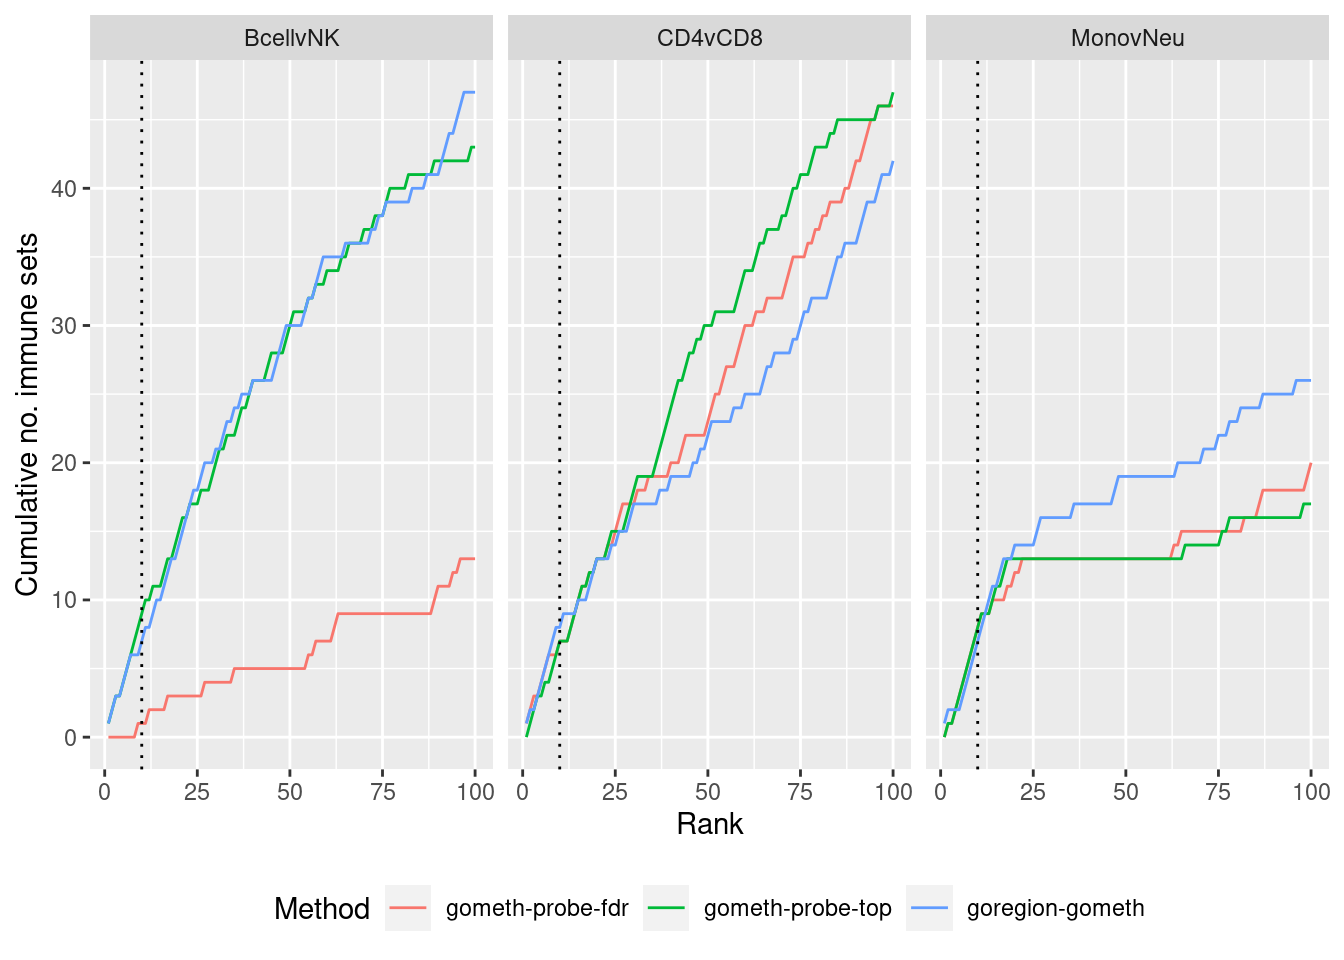 BcellvNK CD4vCD8 MonovNeu
Cumulative no. immune sets
40
30
20
10
0
0 25 50 75 100 0 25 50 75 100 0 25 50 75 100
Rank
Method gometh-probe-fdr gometh-probe-top goregion-gometh